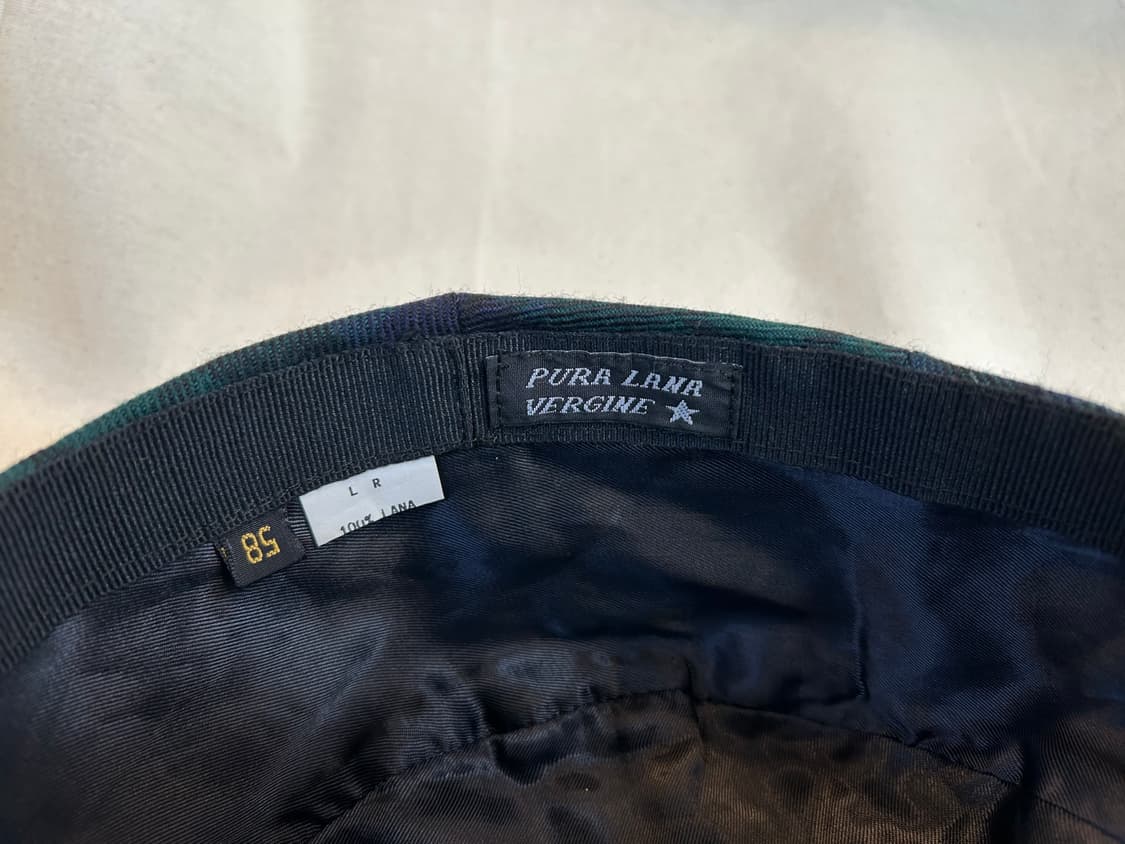 PURA LANA
VERGINE
L R
100% LANA
58